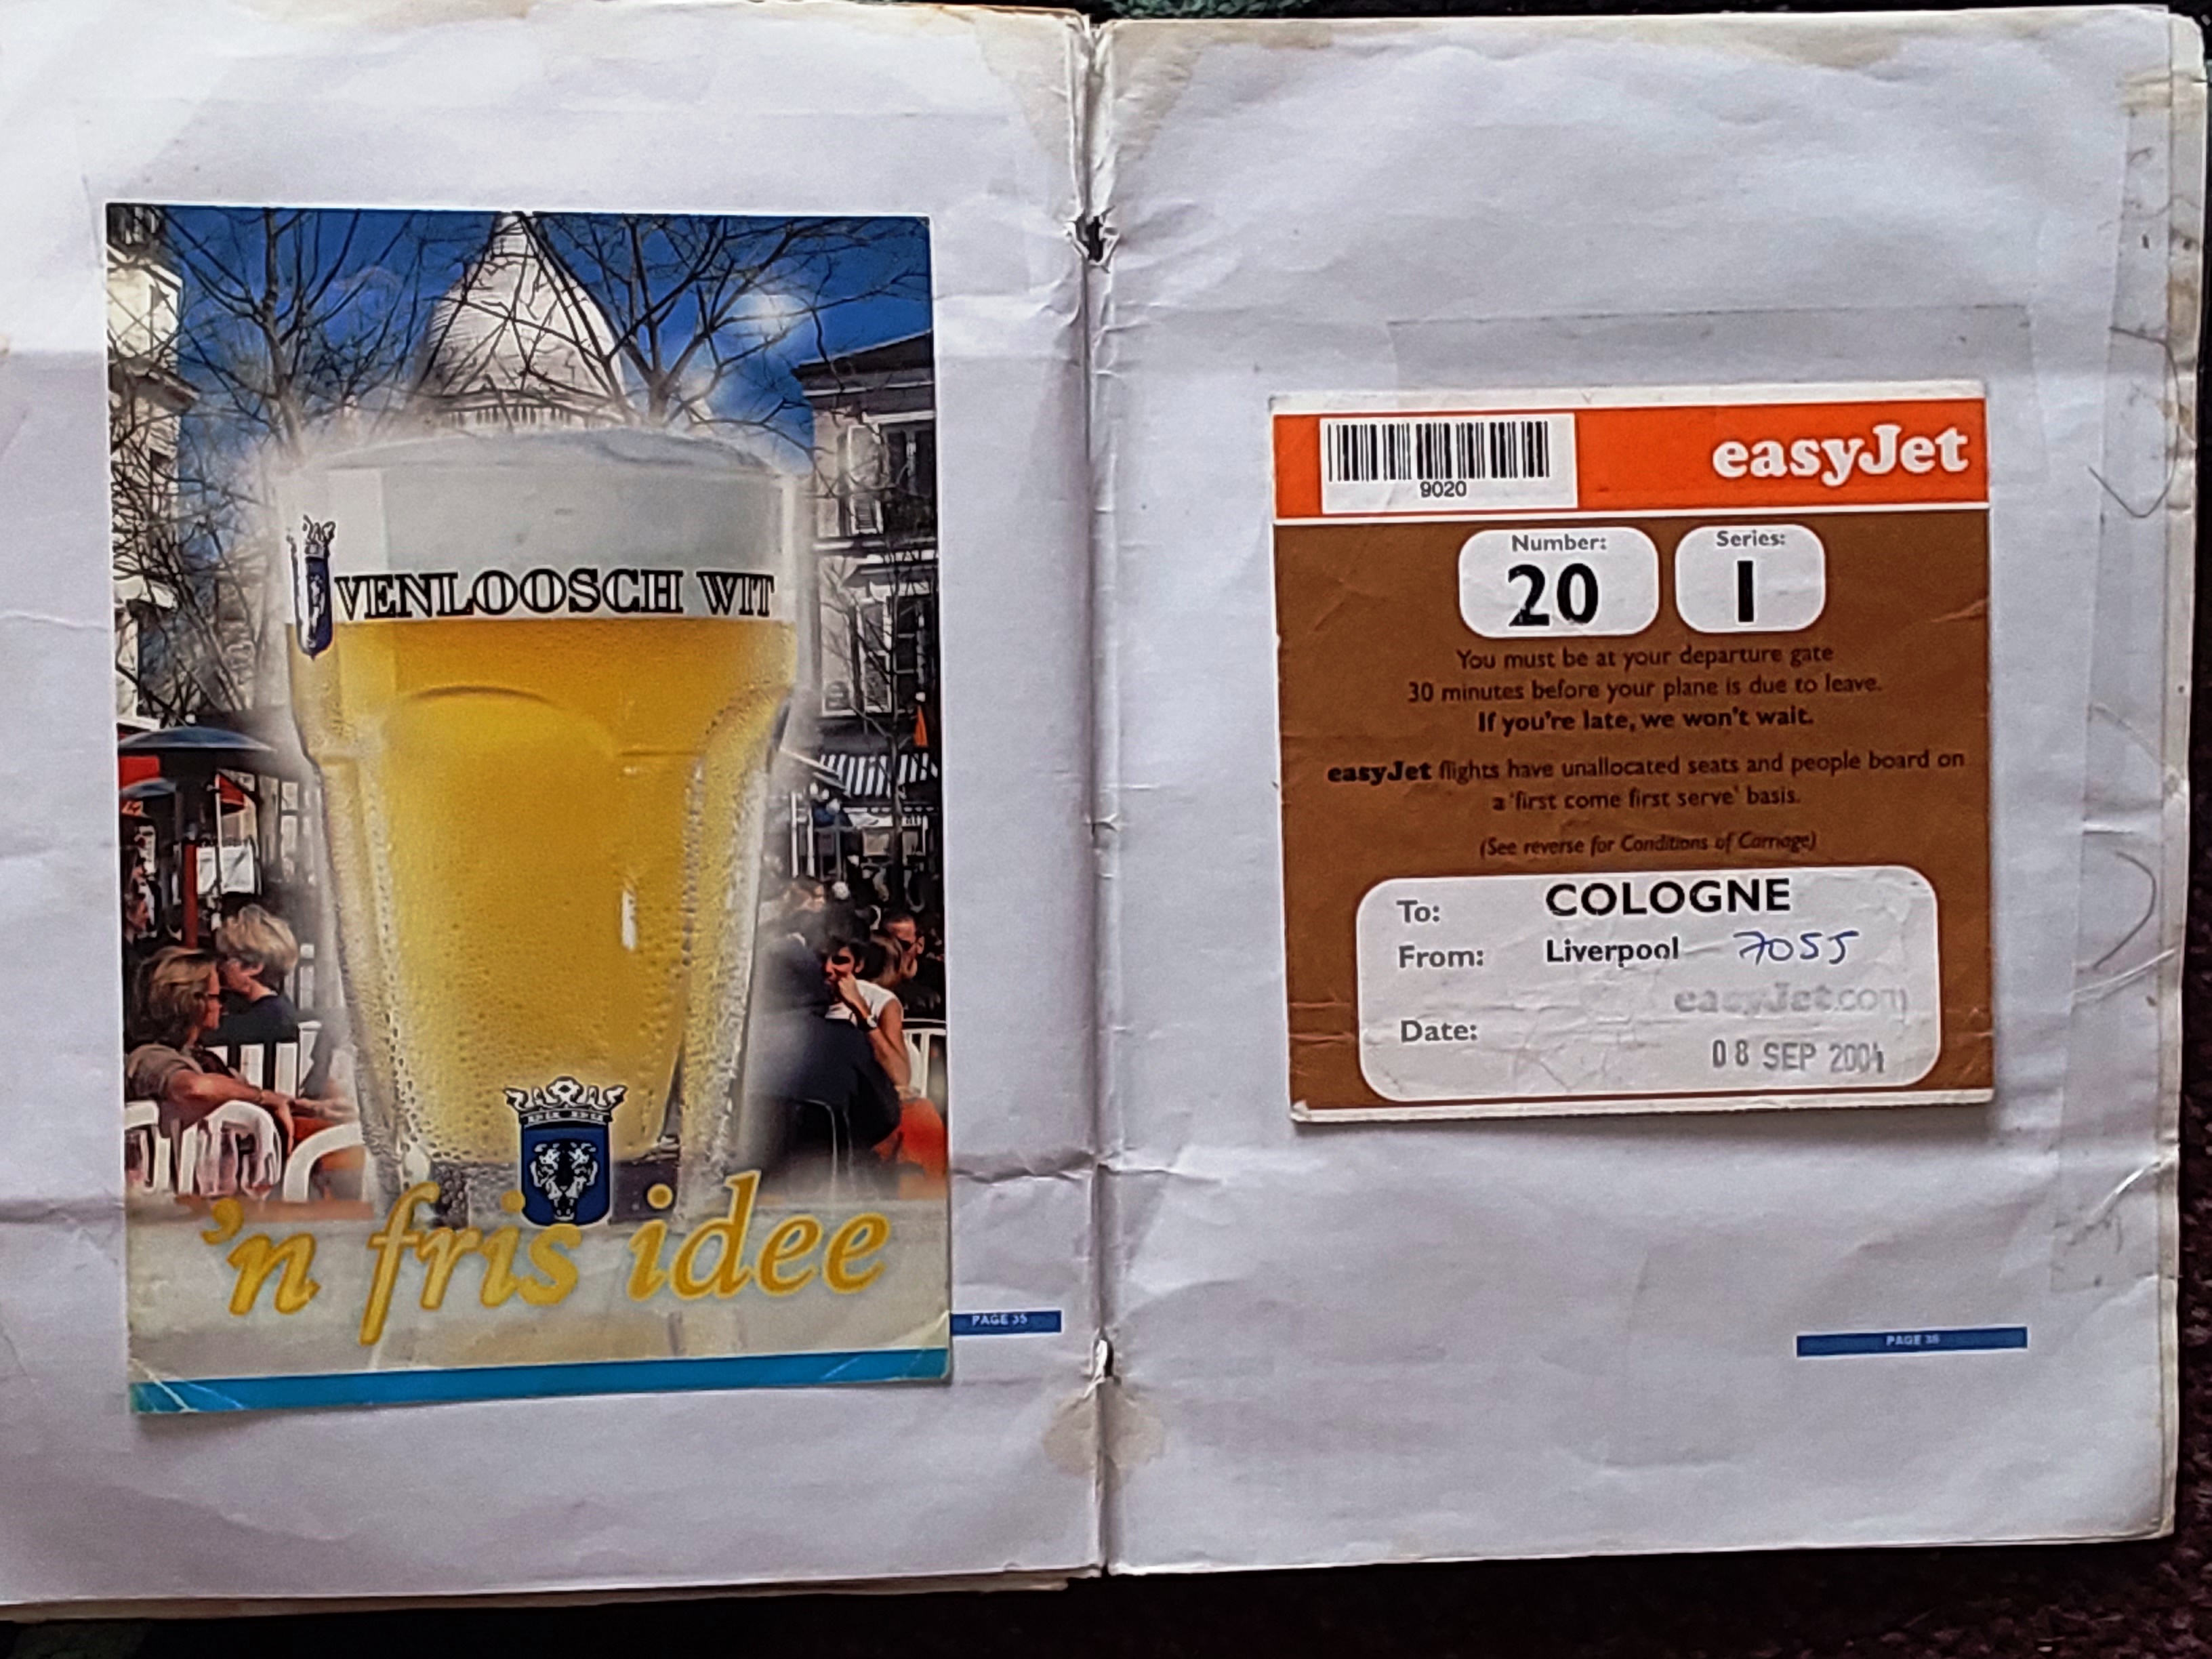 VENLOOSCH WIT
'n fris idee
PAGE 35
9020
easyJet
Number:
20
Series:
1
You must be at your departure gate
30 minutes before your plane is due to leave.
If you're late, we won't wait.
easyJet flights have unallocated seats and people board on
a 'first come first serve' basis.
(See reverse for Conditions of Carriage)
To: COLOGNE
From: Liverpool 7055
easyJet.com
Date:
08 SEP 2004
PAGE 36